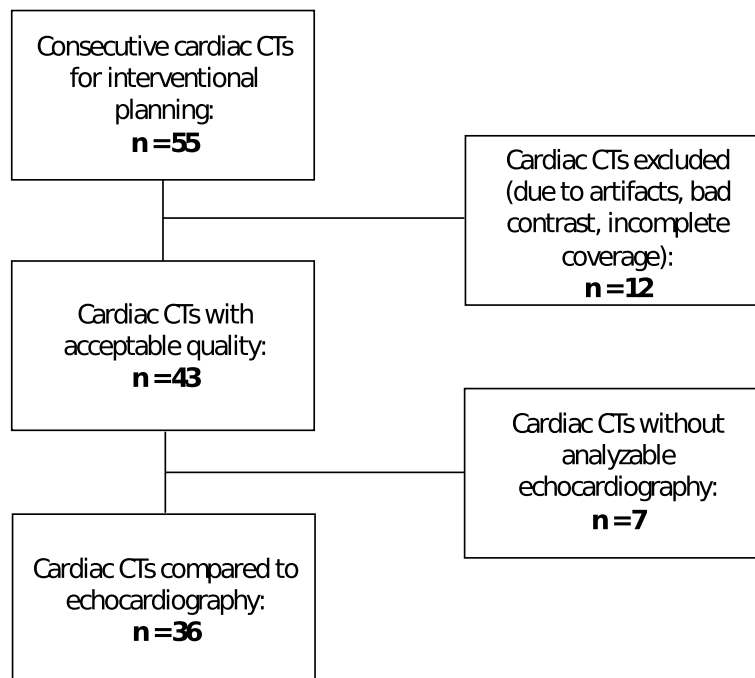 Consecutive cardiac CTs
for interventional
planning:
n=55
Cardiac CTs excluded
(due to artifacts, bad
contrast, incomplete
coverage):
n=12
Cardiac CTs with
acceptable quality:
n=43
Cardiac CTs without
analyzable
echocardiography:
n=7
Cardiac CTs compared to
echocardiography:
n=36